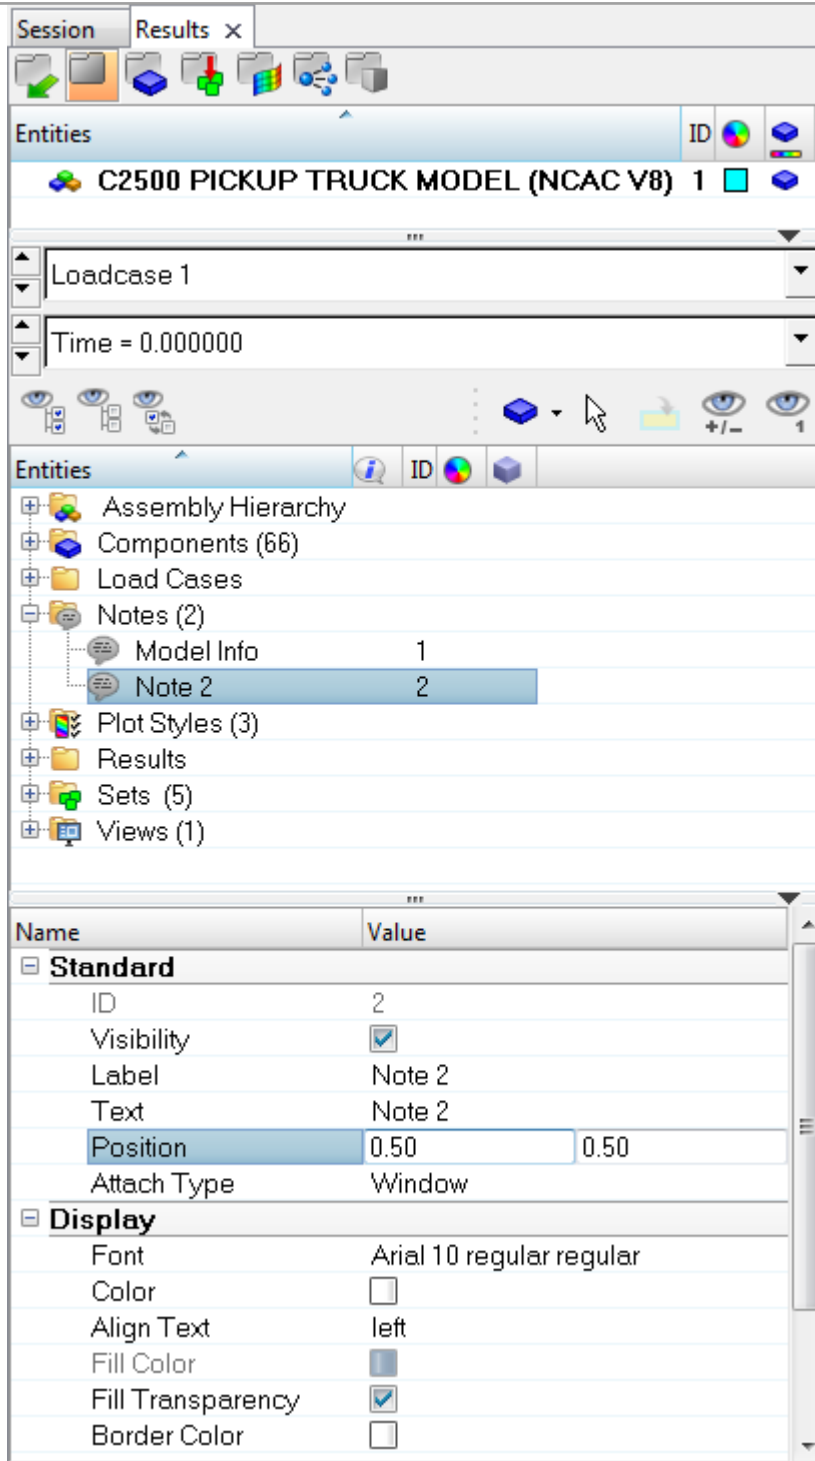 Session Results ×
Entities ID
C2500 PICKUP TRUCK MODEL (NCAC V8) 1
Loadcase 1
Time = 0.000000
+/- 1
Entities ID
Assembly Hierarchy
Components (66)
Load Cases
Notes (2)
Model Info 1
Note 2 2
Plot Styles (3)
Results
Sets (5)
Views (1)
Name Value
Standard
ID 2
Visibility
Label Note 2
Text Note 2
Position 0.50 0.50
Attach Type Window
Display
Font Arial 10 regular regular
Color
Align Text left
Fill Color
Fill Transparency
Border Color